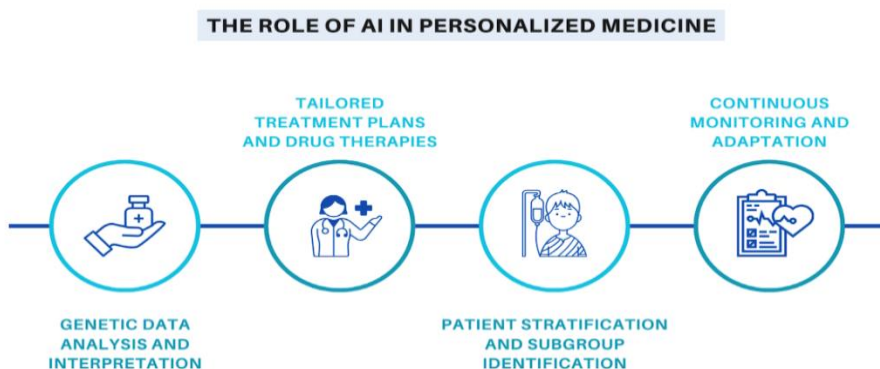 THE ROLE OF AI IN PERSONALIZED MEDICINE
TAILORED
TREATMENT PLANS
AND DRUG THERAPIES
CONTINUOUS
MONITORING AND
ADAPTATION
GENETIC DATA
ANALYSIS AND
INTERPRETATION
PATIENT STRATIFICATION
AND SUBGROUP
IDENTIFICATION